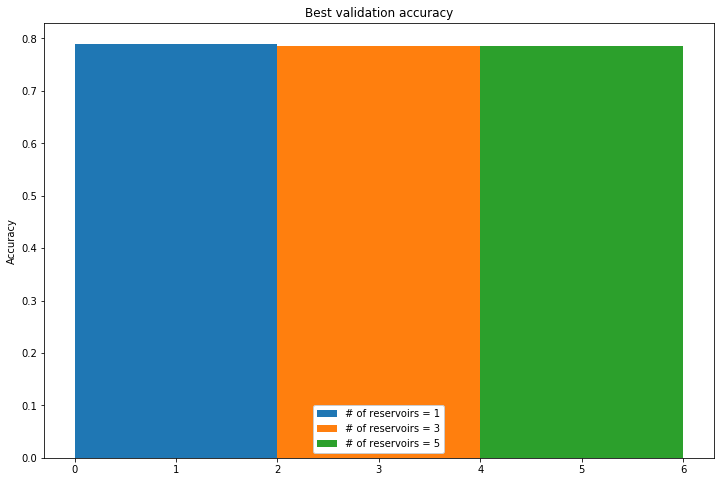 Best validation accuracy
Accuracy
0.8
0.7
0.6
0.5
0.4
0.3
0.2
0.1
0.0
# of reservoirs = 1
# of reservoirs = 3
# of reservoirs = 5
0 1 2 3 4 5 6